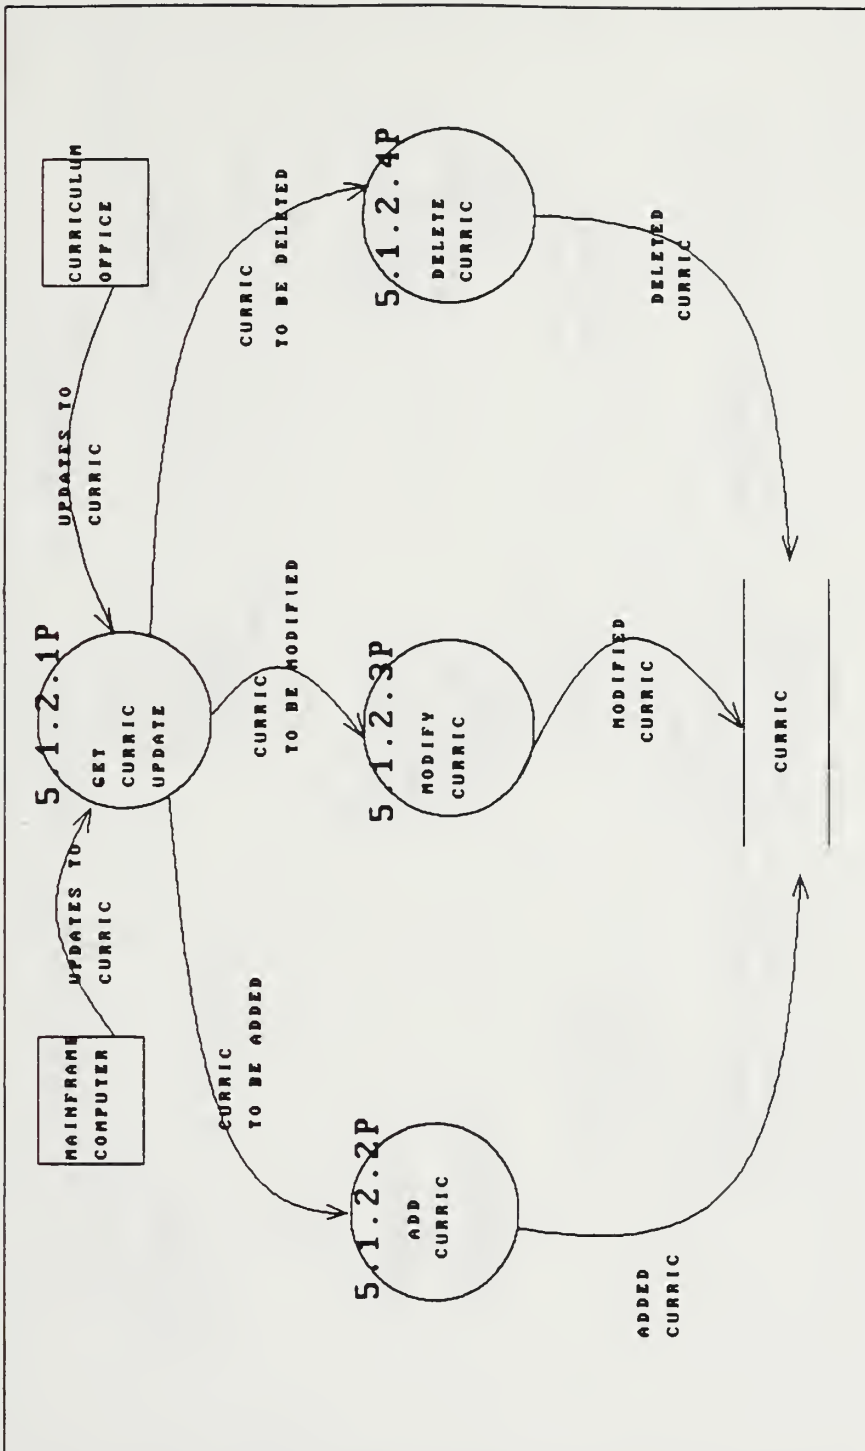 MAINFRAME
COMPUTER
UPDATES TO
CURRIC
5.1.2.1P
GET
CURRIC
UPDATE
UPDATES TO
CURRIC
CURRICULUM
OFFICE
CURRIC
TO BE ADDED
CURRIC
TO BE MODIFIED
CURRIC
TO BE DELETED
5.1.2.2P
ADD
CURRIC
5.1.2.3P
MODIFY
CURRIC
5.1.2.4P
DELETE
CURRIC
ADDED
CURRIC
MODIFIED
CURRIC
DELETED
CURRIC
CURRIC